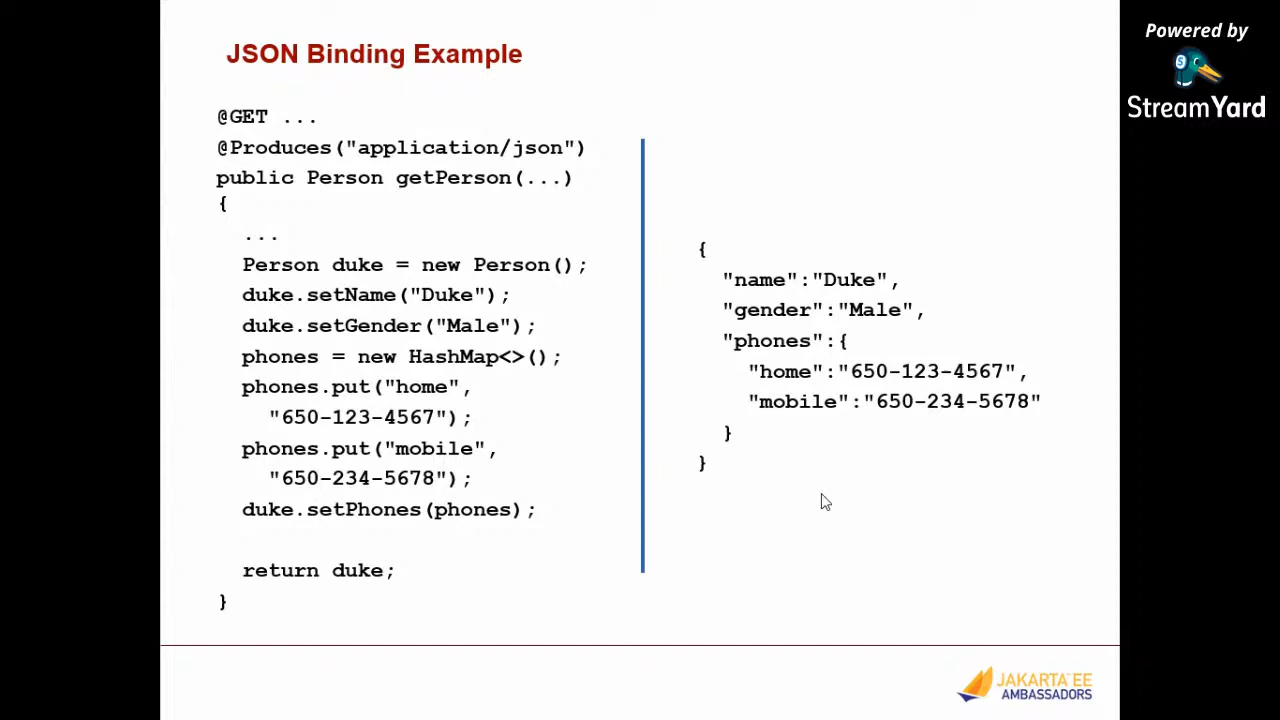 JSON Binding Example
@GET ...
@Produces("application/json")
public Person getPerson(...)
{
...
Person duke = new Person();
duke.setName("Duke");
duke.setGender("Male");
phones = new HashMap<>();
phones.put("home",
"650-123-4567");
phones.put("mobile",
"650-234-5678");
duke.setPhones(phones);
return duke;
}
{
"name":"Duke",
"gender":"Male",
"phones":{
"home":"650-123-4567",
"mobile":"650-234-5678"
}
}
Powered by
StreamYard
JAKARTA EE
AMBASSADORS